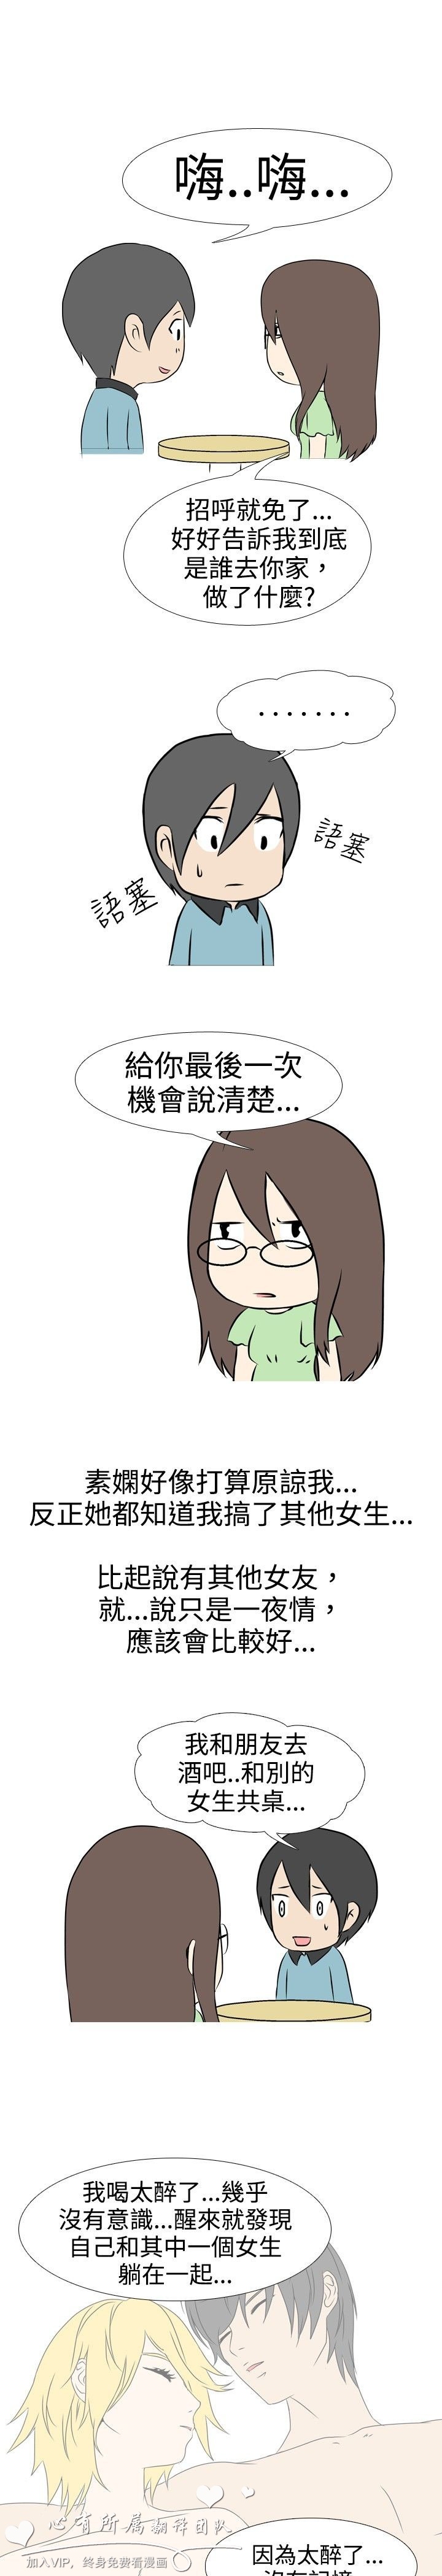 嗨..嗨...
招呼就免了...
好好告訴我到底
是誰去你家，
做了什麼?
.......
語塞
語塞
給你最後一次
機會說清楚...
素嫻好像打算原諒我...
反正她都知道我搞了其他女生...
比起說有其他女友，
就...說只是一夜情，
應該會比較好...
我和朋友去
酒吧..和別的
女生共桌...
我喝太醉了...幾乎
沒有意識...醒來就發現
自己和其中一個女生
躺在一起...
心有所属翻译团队
因為太醉了...
加入VIP，终身免费看漫画